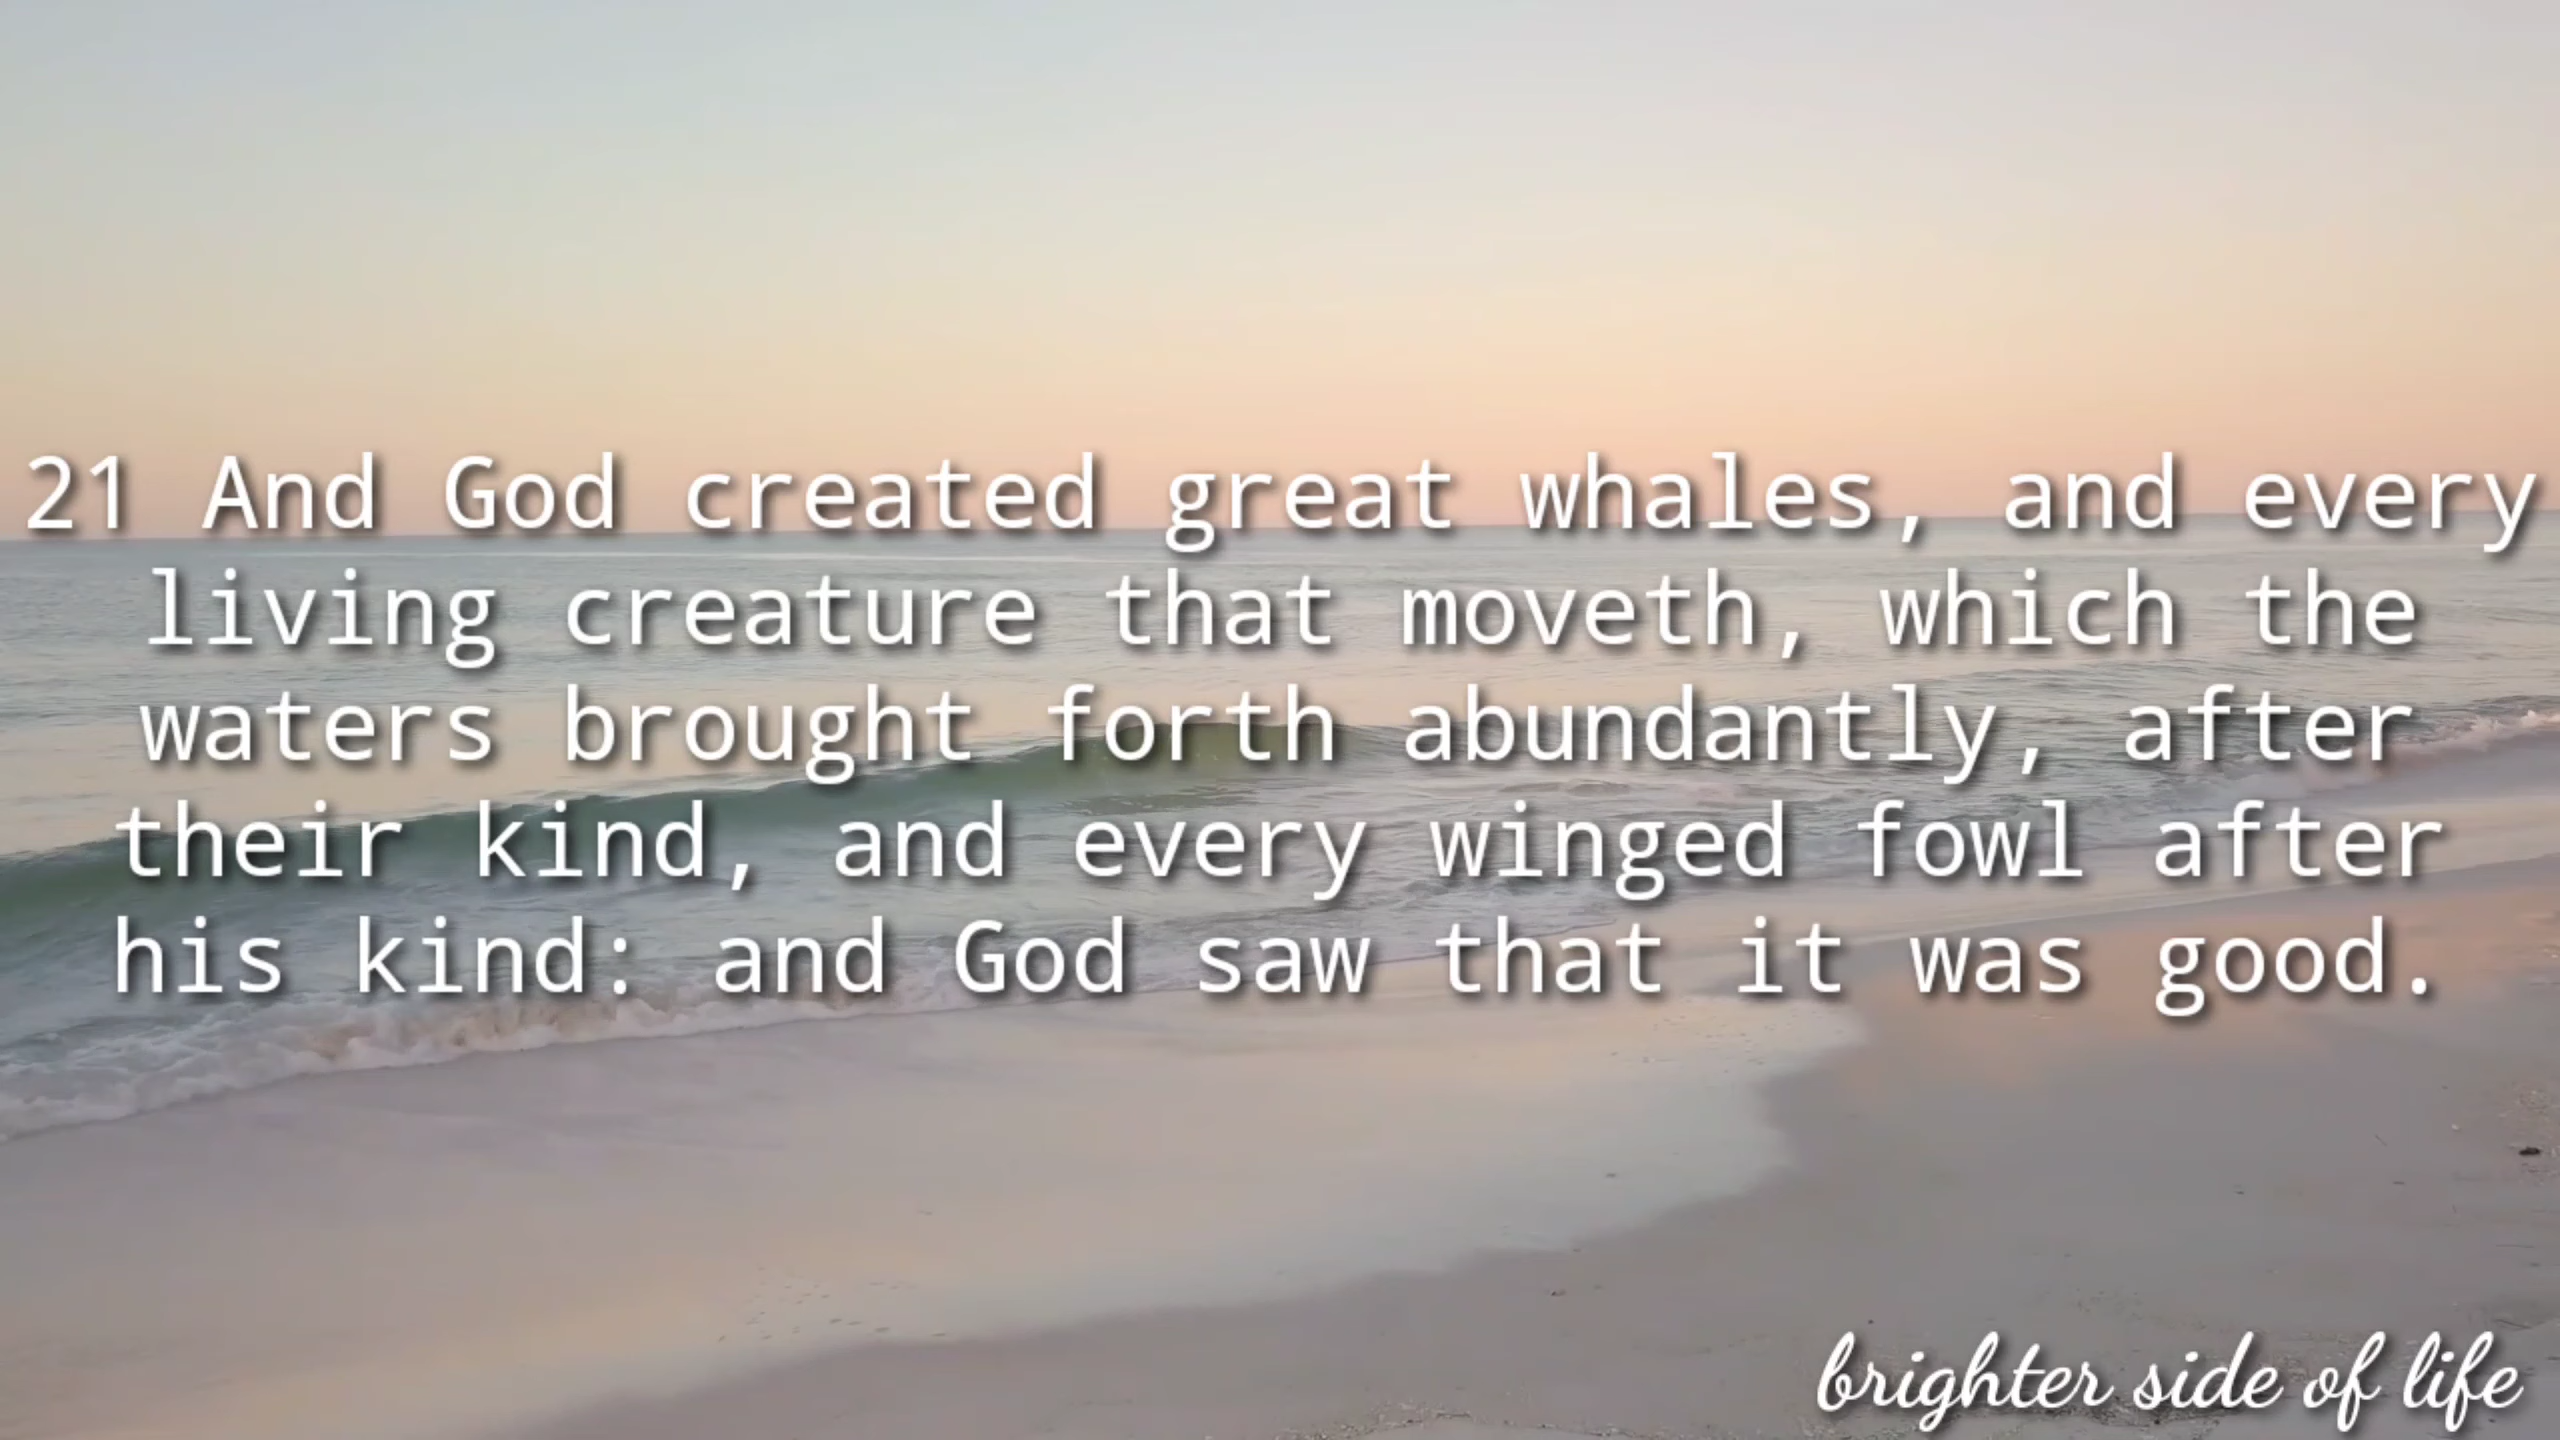 21 And God created great whales, and every
living creature that moveth, which the
waters brought forth abundantly, after
their kind, and every winged fowl after
his kind: and God saw that it was good.
brighter side of life